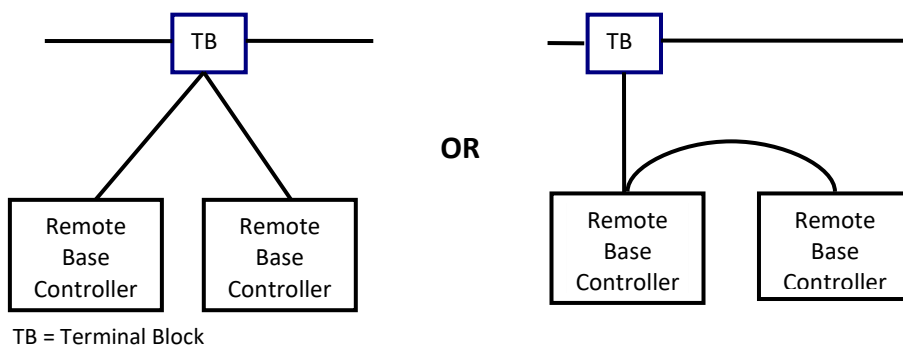 TB
TB
OR
Remote
Base
Controller
Remote
Base
Controller
Remote
Base
Controller
Remote
Base
Controller
TB = Terminal Block